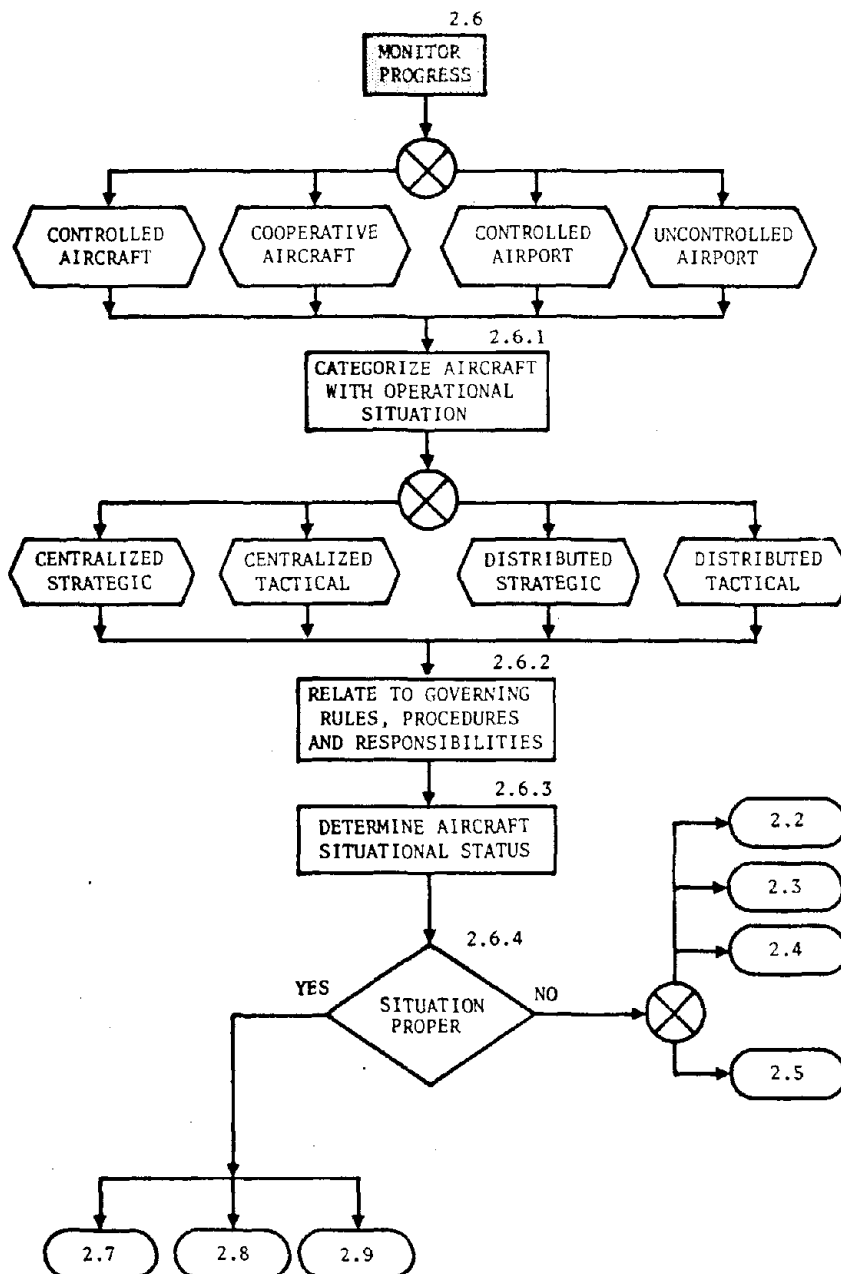 2.6
MONITOR
PROGRESS
CONTROLLED
AIRCRAFT
COOPERATIVE
AIRCRAFT
CONTROLLED
AIRPORT
UNCONTROLLED
AIRPORT
2.6.1
CATEGORIZE AIRCRAFT
WITH OPERATIONAL
SITUATION
CENTRALIZED
STRATEGIC
CENTRALIZED
TACTICAL
DISTRIBUTED
STRATEGIC
DISTRIBUTED
TACTICAL
2.6.2
RELATE TO GOVERNING
RULES, PROCEDURES
AND RESPONSIBILITIES
2.6.3
DETERMINE AIRCRAFT
SITUATIONAL STATUS
2.2
2.3
2.4
2.6.4
YES
SITUATION
PROPER
NO
2.5
2.7
2.8
2.9